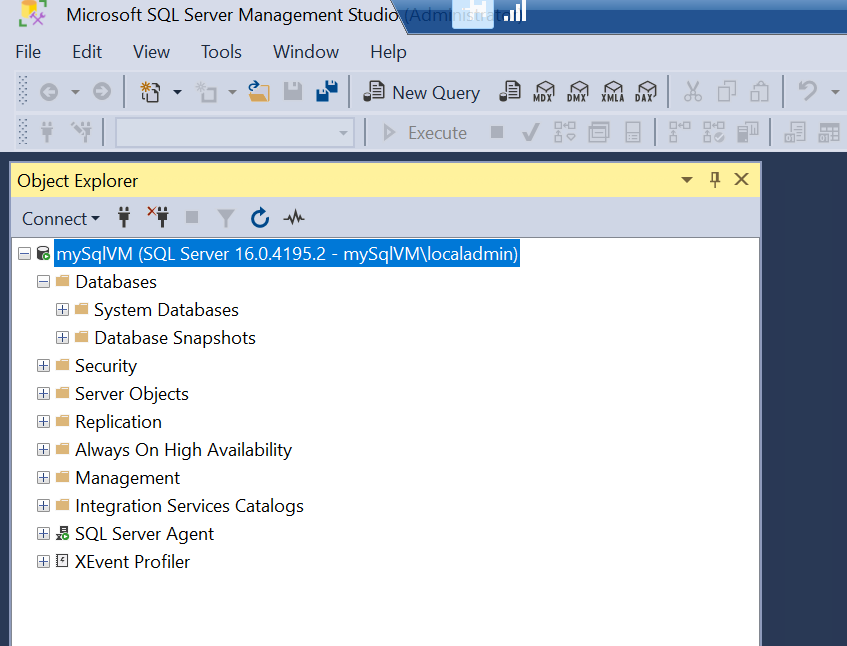 Microsoft SQL Server Management Studio (Administrat
File Edit View Tools Window Help
New Query MDX DMX XMLA DAX
Execute
Object Explorer
Connect
mySqlVM (SQL Server 16.0.4195.2 - mySqlVM\localadmin)
Databases
System Databases
Database Snapshots
Security
Server Objects
Replication
Always On High Availability
Management
Integration Services Catalogs
SQL Server Agent
XEvent Profiler